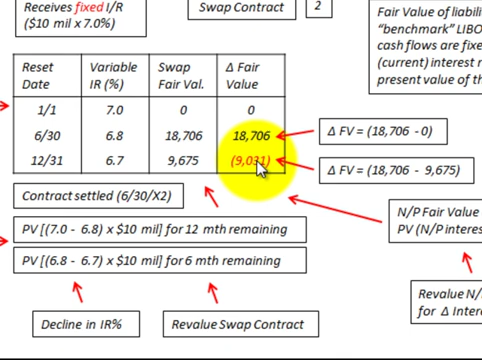 Receives fixed I/R
($10 mil x 7.0%)
Swap Contract
2
Fair Value of liabili
"benchmark" LIBO
cash flows are fixe
(current) interest r
present value of th
Reset Date Variable IR (%) Swap Fair Val. Δ Fair Value
1/1 7.0 0 0
6/30 6.8 18,706 18,706
12/31 6.7 9,675 (9,031)
Δ FV = (18,706 - 0)
Δ FV = (18,706 - 9,675)
Contract settled (6/30/X2)
PV [(7.0 - 6.8) x $10 mil] for 12 mth remaining
PV [(6.8 - 6.7) x $10 mil] for 6 mth remaining
N/P Fair Value
PV (N/P interes
Decline in IR%
Revalue Swap Contract
Revalue N/
for Δ Intere